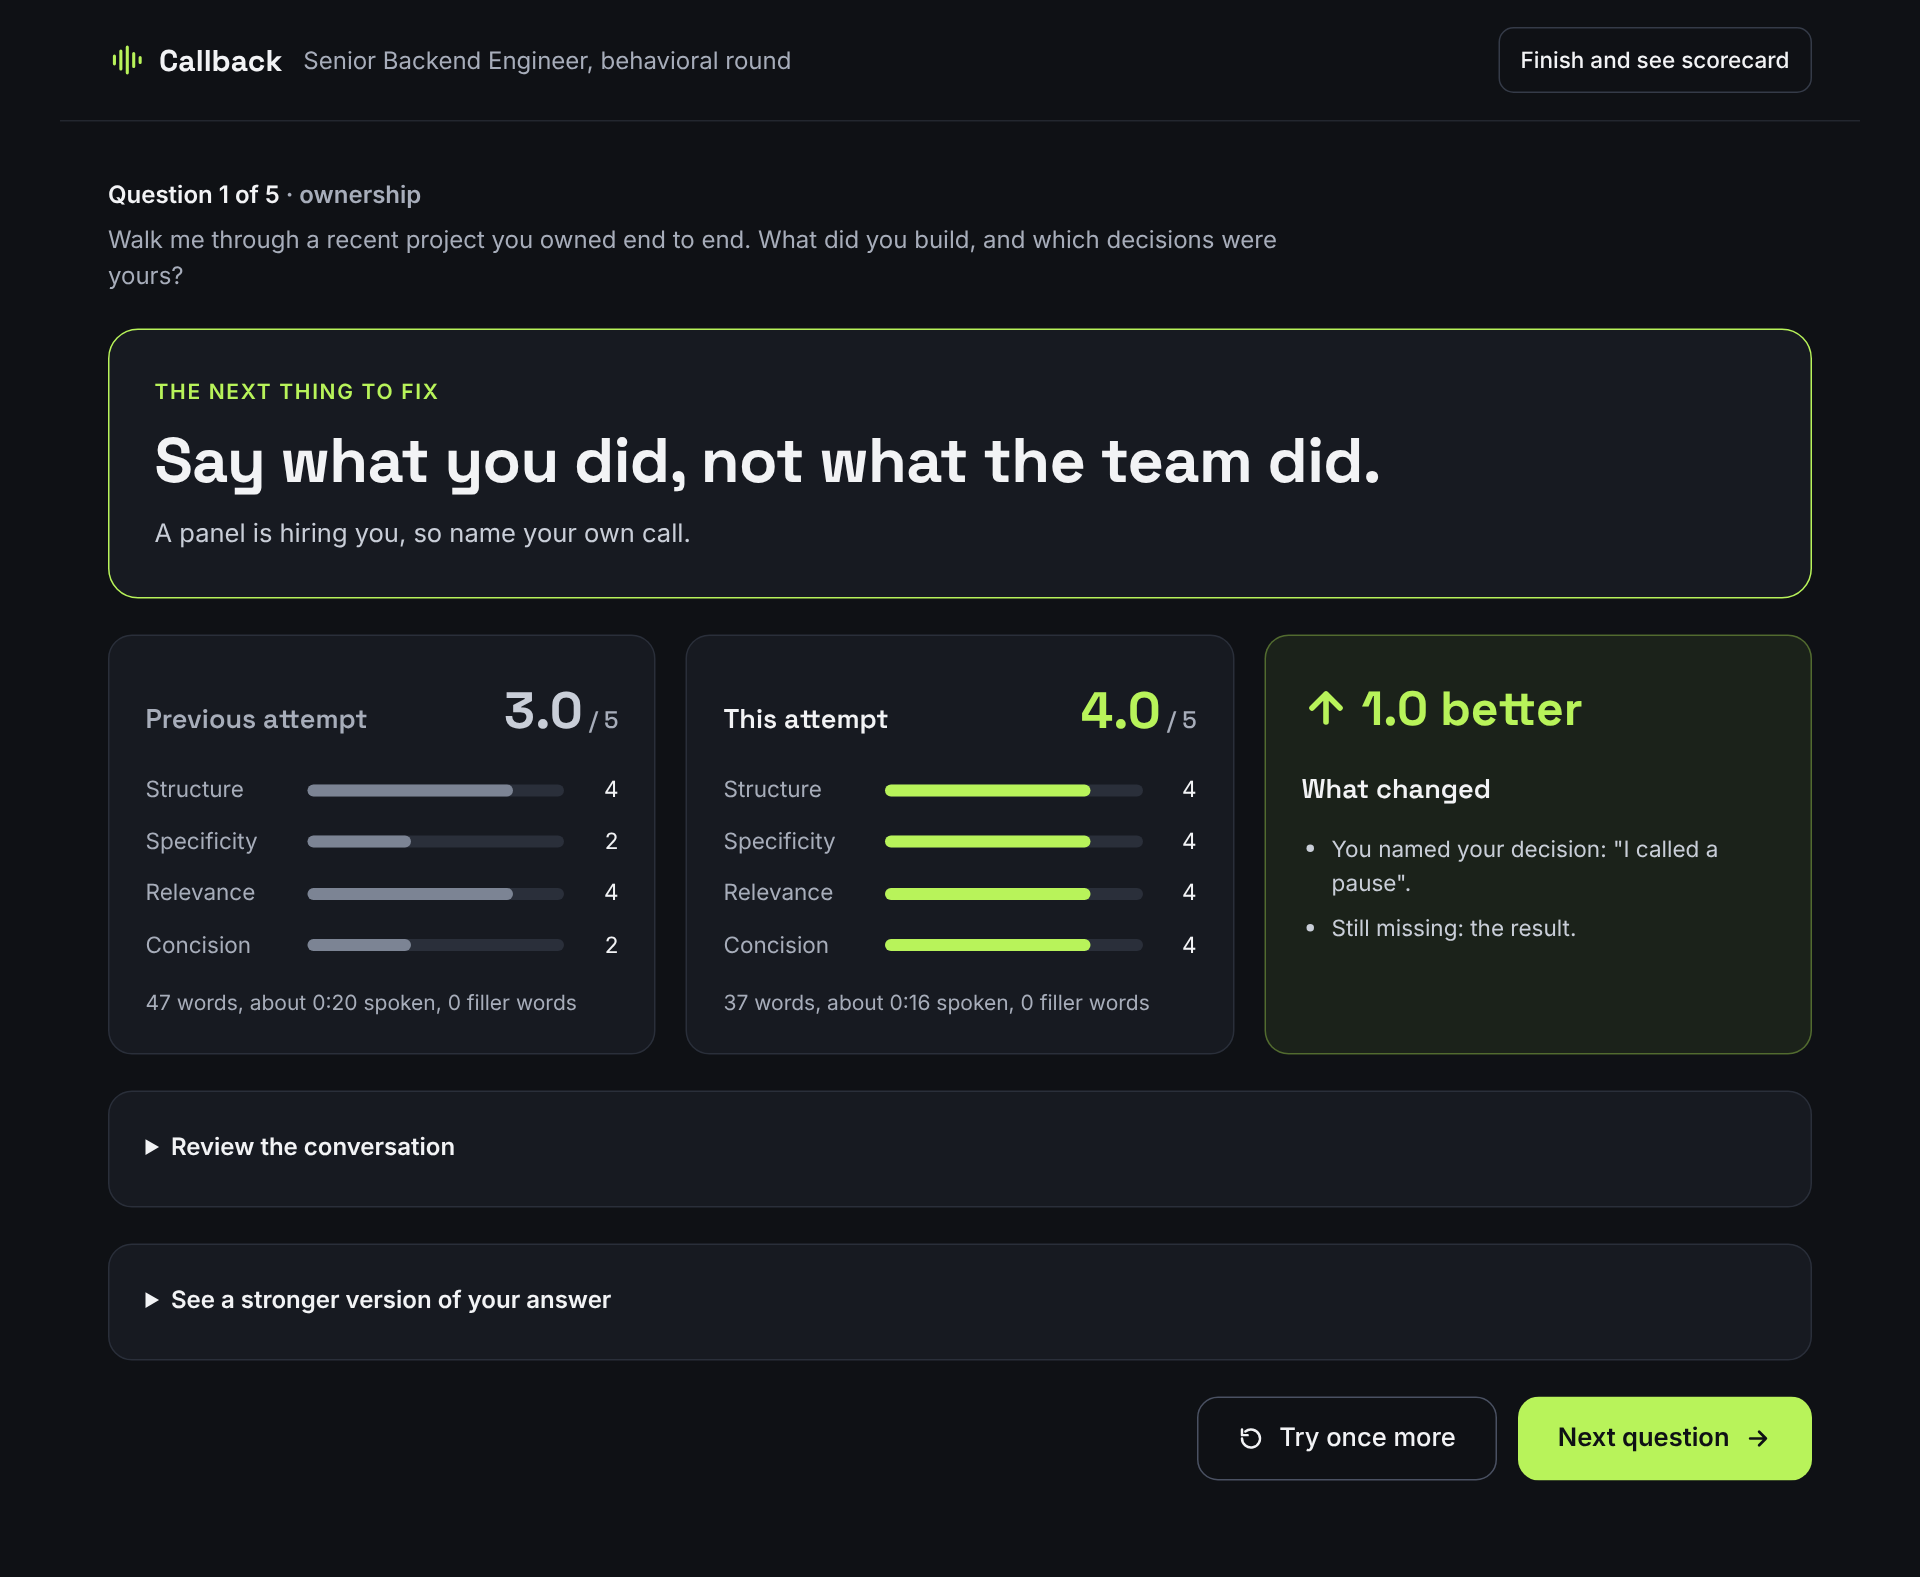 Callback
Senior Backend Engineer, behavioral round
Finish and see scorecard
Question 1 of 5 · ownership
Walk me through a recent project you owned end to end. What did you build, and which decisions were
yours?
THE NEXT THING TO FIX
Say what you did, not what the team did.
A panel is hiring you, so name your own call.
Previous attempt 3.0 / 5
Structure 4
Specificity 2
Relevance 4
Concision 2
47 words, about 0:20 spoken, 0 filler words
This attempt 4.0 / 5
Structure 4
Specificity 4
Relevance 4
Concision 4
37 words, about 0:16 spoken, 0 filler words
↑ 1.0 better
What changed
• You named your decision: "I called a
pause".
• Still missing: the result.
▶ Review the conversation
▶ See a stronger version of your answer
Try once more
Next question →